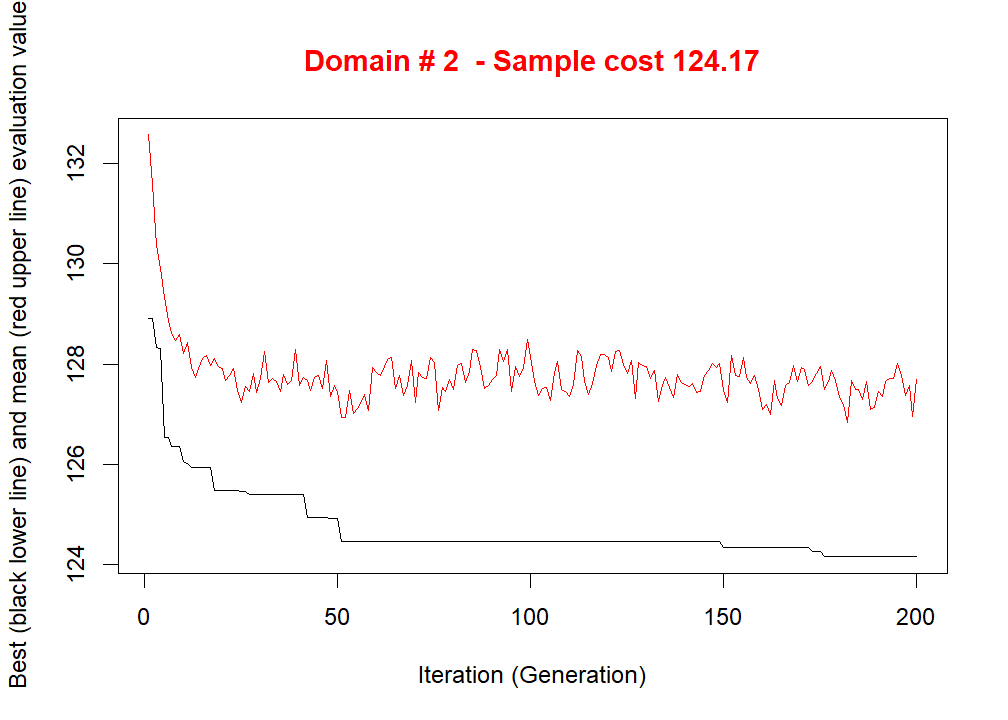 Domain # 2  - Sample cost 124.17
Best (black lower line) and mean (red upper line) evaluation value
132
130
128
126
124
0 50 100 150 200
Iteration (Generation)